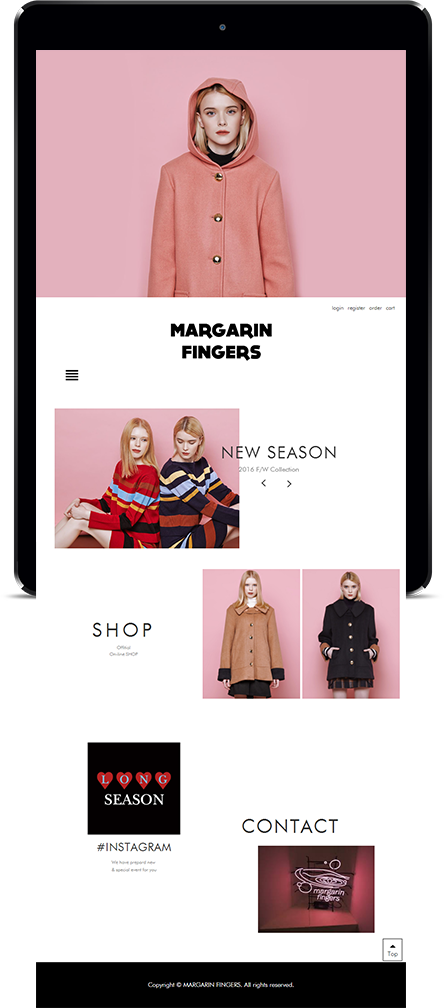 login register order cart
MARGARIN
FINGERS
NEW SEASON
2016 F/W Collection
SHOP
Official
On-line SHOP
LONG
SEASON
#INSTAGRAM
We have prepard new
& special event for you
CONTACT
margarin
fingers
Top
Copyright © MARGARIN FINGERS. All rights reserved.